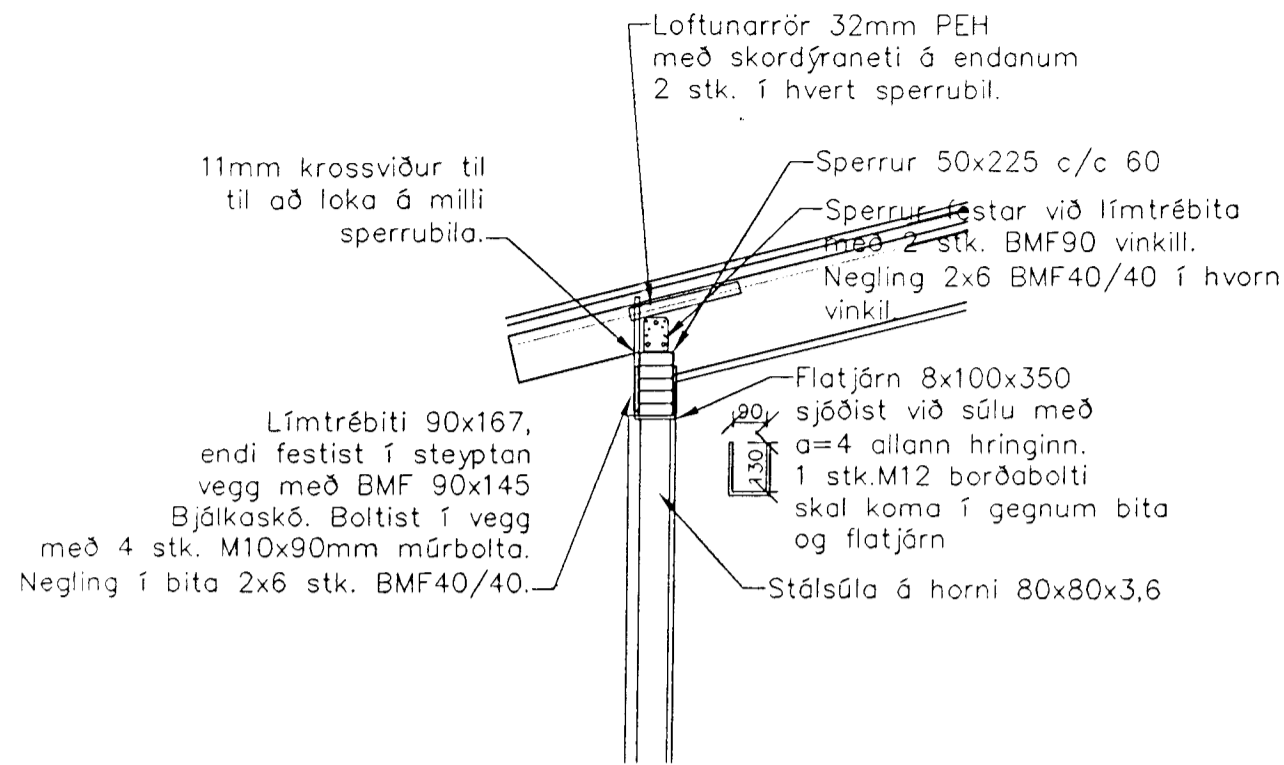 Loftunarrör 32mm PEH
með skordýraneti á endanum
2 stk. í hvert sperrubil.
11mm krossviður til
til að loka á milli
sperrubila.
Sperrur 50x225 c/c 60
Sperrur festar við límtrébita
með 2 stk. BMF90 vinkill.
Negling 2x6 BMF40/40 í hvorn
vinkil.
Límtrébiti 90x167,
endi festist í steyptan
vegg með BMF 90x145
Bjálkaskó. Boltist í vegg
með 4 stk. M10x90mm múrbolta.
Negling í bita 2x6 stk. BMF40/40.
Flatjárn 8x100x350
sjóðist við súlu með
a=4 allann hringinn.
1 stk.M12 borðabolti
skal koma í gegnum bita
og flatjárn
90
130
Stálsúla á horni 80x80x3,6